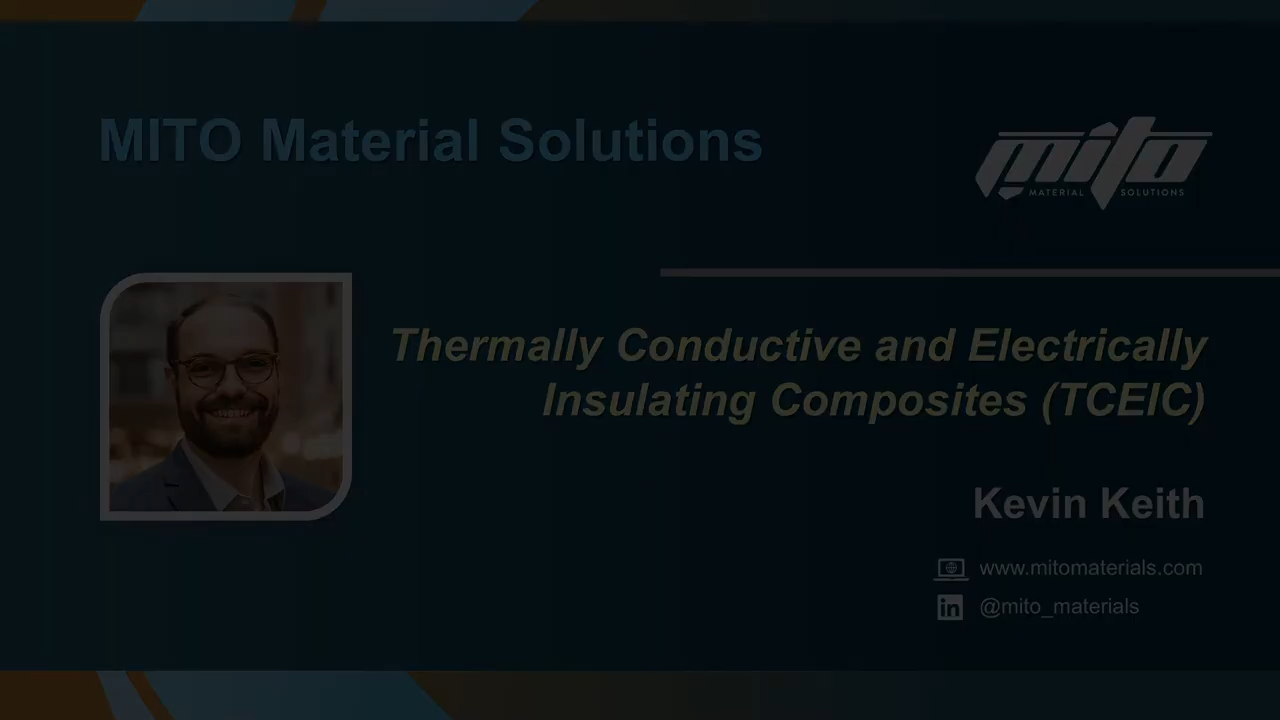 MITO Material Solutions
mito
MATERIAL SOLUTIONS
Thermally Conductive and Electrically
Insulating Composites (TCEIC)
Kevin Keith
www.mitomaterials.com
in @mito_materials